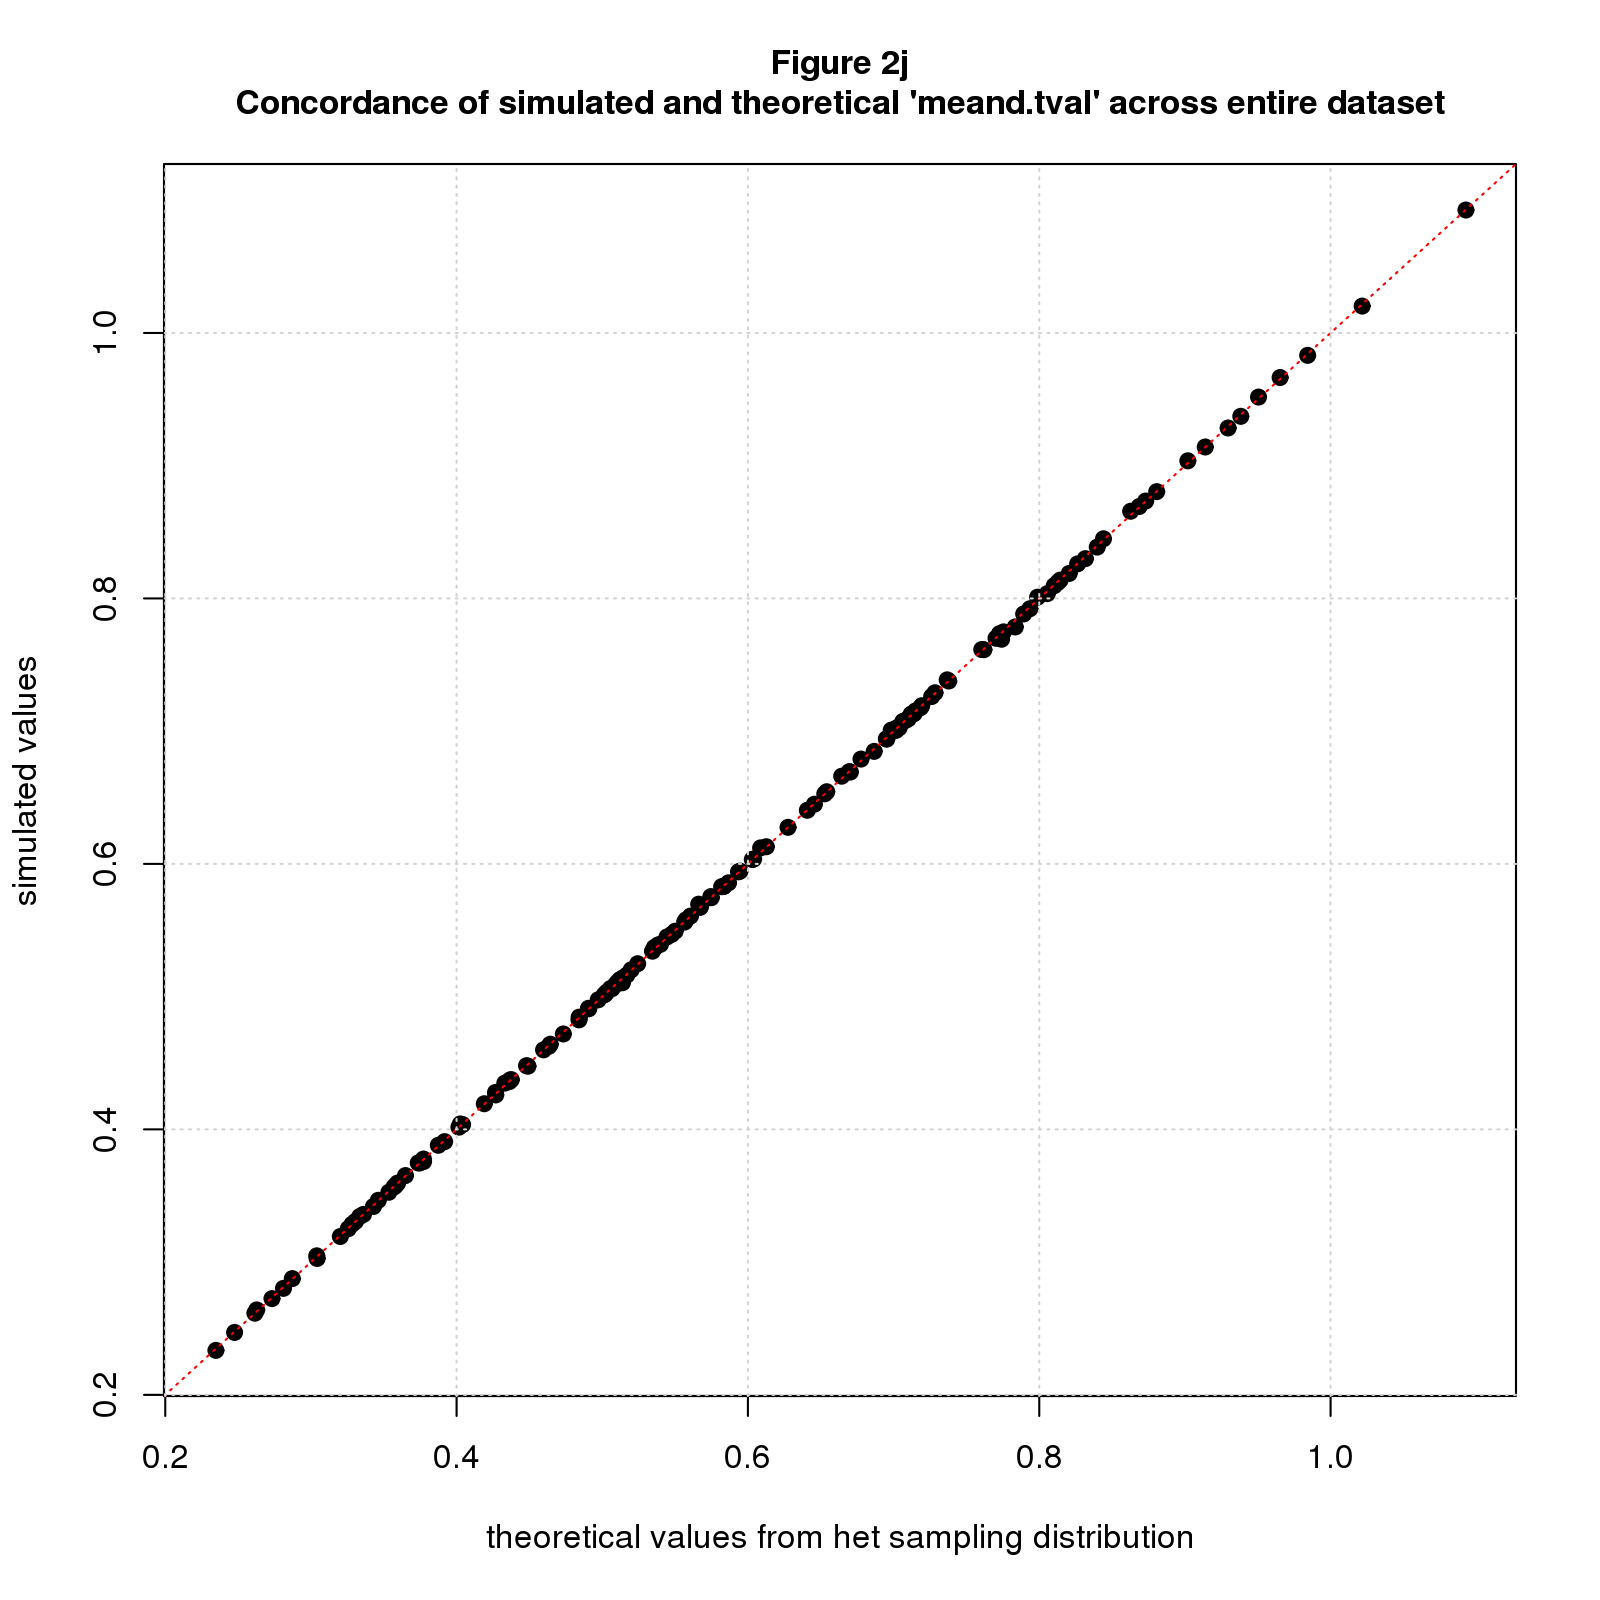 Figure 2j
Concordance of simulated and theoretical 'meand.tval' across entire dataset
simulated values
1.0
0.8
0.6
0.4
0.2
0.2 0.4 0.6 0.8 1.0
theoretical values from het sampling distribution